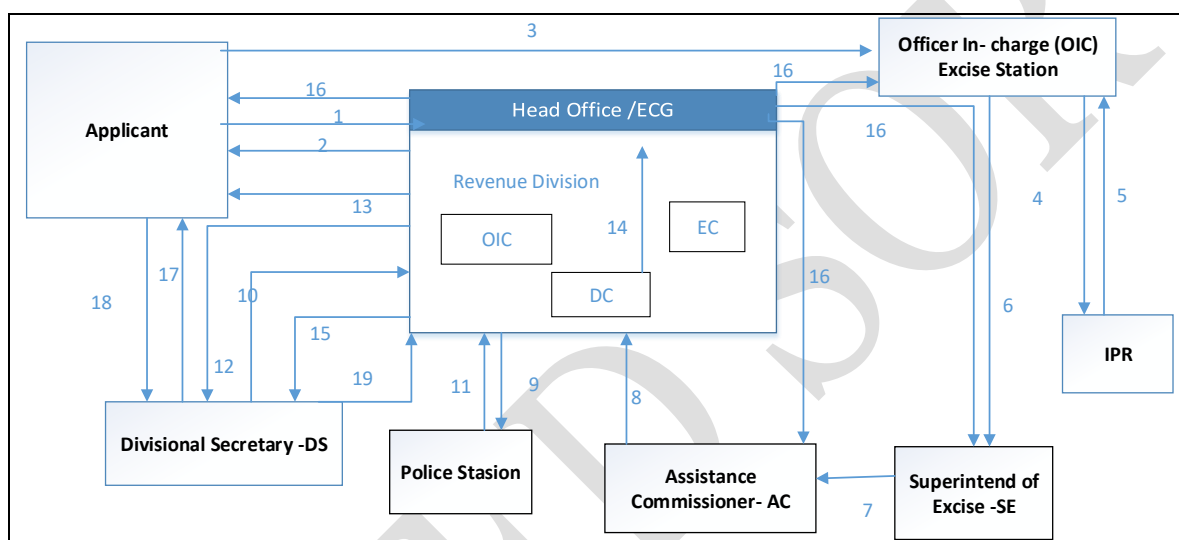 3
Officer In- charge (OIC)
Excise Station
16
16
Head Office /ECG
Applicant
1
16
2
Revenue Division
4
5
13
14
EC
OIC
17
10
16
DC
18
6
15
IPR
12
19
11
9
8
Divisional Secretary -DS
Police Stasion
Assistance
Commissioner- AC
Superintend of
Excise -SE
7